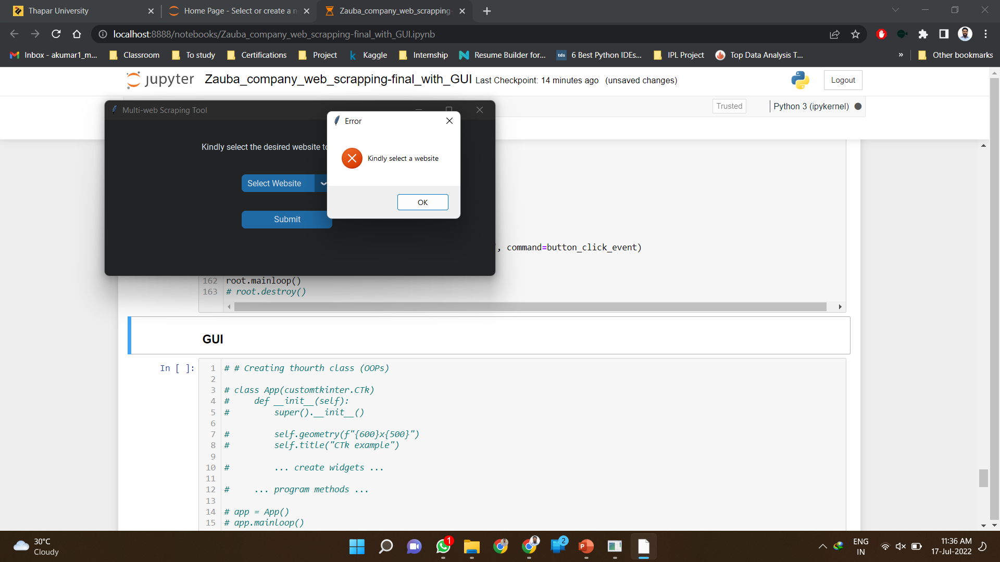 Thapar University
Home Page - Select or create a n
Zauba_company_web_scrapping-
localhost:8888/notebooks/Zauba_company_web_scrapping-final_with_GUI.ipynb
Inbox - akumar1_m...
Classroom
To study
Certifications
Project
Kaggle
Internship
Resume Builder for...
tds
6 Best Python IDEs...
IPL Project
Top Data Analysis T...
»
Other bookmarks
jupyter
Zauba_company_web_scrapping-final_with_GUI Last Checkpoint: 14 minutes ago (unsaved changes)
Logout
Trusted
Python 3 (ipykernel)
Multi-web Scraping Tool
Error
Kindly select the desired website to
Kindly select a website
Select Website
OK
Submit
', command=button_click_event)
162 root.mainloop()
163 # root.destroy()
GUI
In [ ]:
1 # # Creating thourth class (OOPs)
2
3 # class App(customtkinter.CTk)
4 #     def __init__(self):
5 #         super().__init__()
6
7 #         self.geometry(f"{600}x{500}")
8 #         self.title("CTk example")
9
10 #         ... create widgets ...
11
12 #     ... program methods ...
13
14 # app = App()
15 # app.mainloop()
30°C
Cloudy
1
2
ENG
IN
11:36 AM
17-Jul-2022